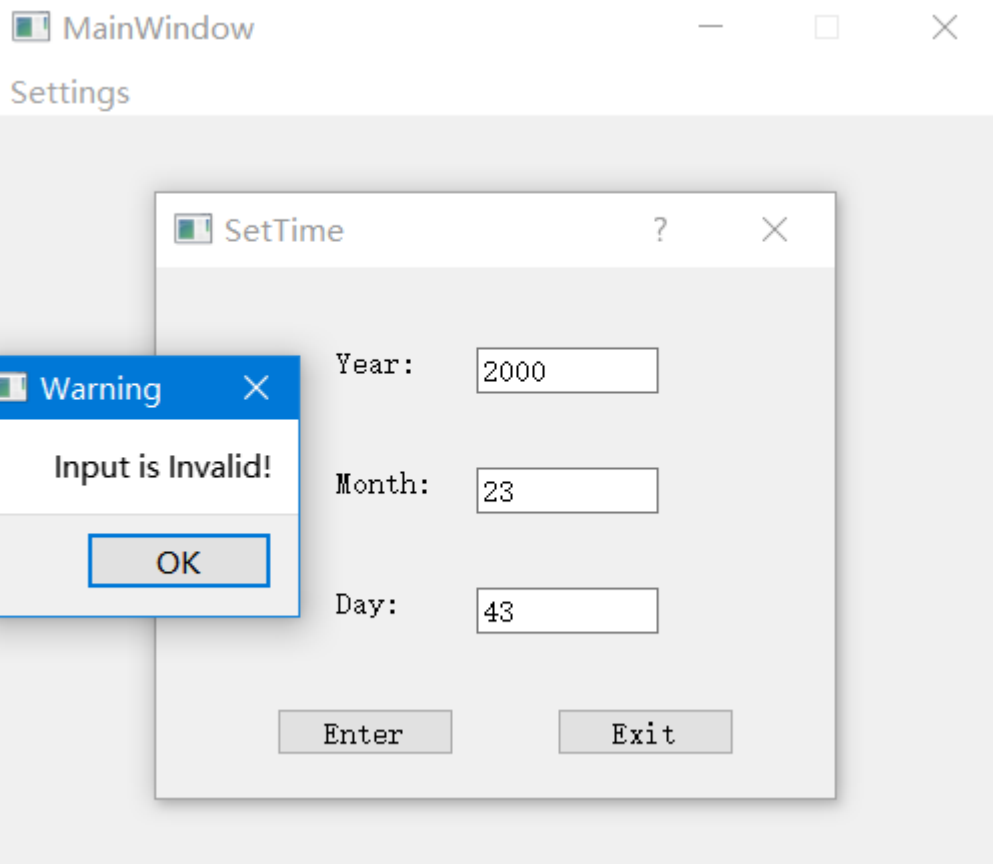 MainWindow
Settings
SetTime
?
Year:
2000
Warning
Input is Invalid!
Month:
23
OK
Day:
43
Enter
Exit